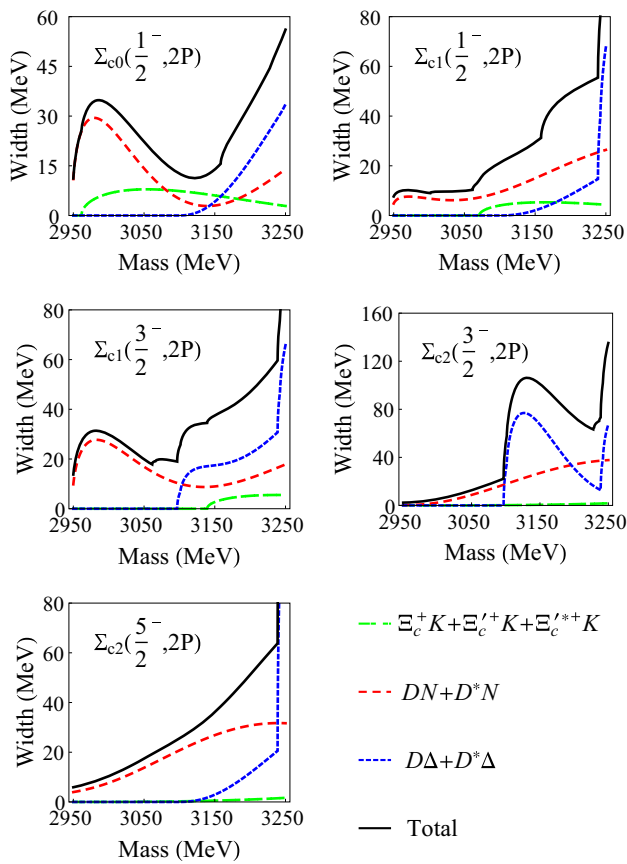 Σc0(1/2⁻,2P)
Width (MeV)
60
45
30
15
0
2950 3050 3150 3250
Mass (MeV)
Σc1(1/2⁻,2P)
Width (MeV)
80
60
40
20
0
2950 3050 3150 3250
Mass (MeV)
Σc1(3/2⁻,2P)
Width (MeV)
80
60
40
20
0
2950 3050 3150 3250
Mass (MeV)
Σc2(3/2⁻,2P)
Width (MeV)
160
120
80
40
0
2950 3050 3150 3250
Mass (MeV)
Σc2(5/2⁻,2P)
Width (MeV)
80
60
40
20
0
2950 3050 3150 3250
Mass (MeV)
Ξc⁺K+Ξc′⁺K+Ξc′*⁺K
DN+D*N
DΔ+D*Δ
Total